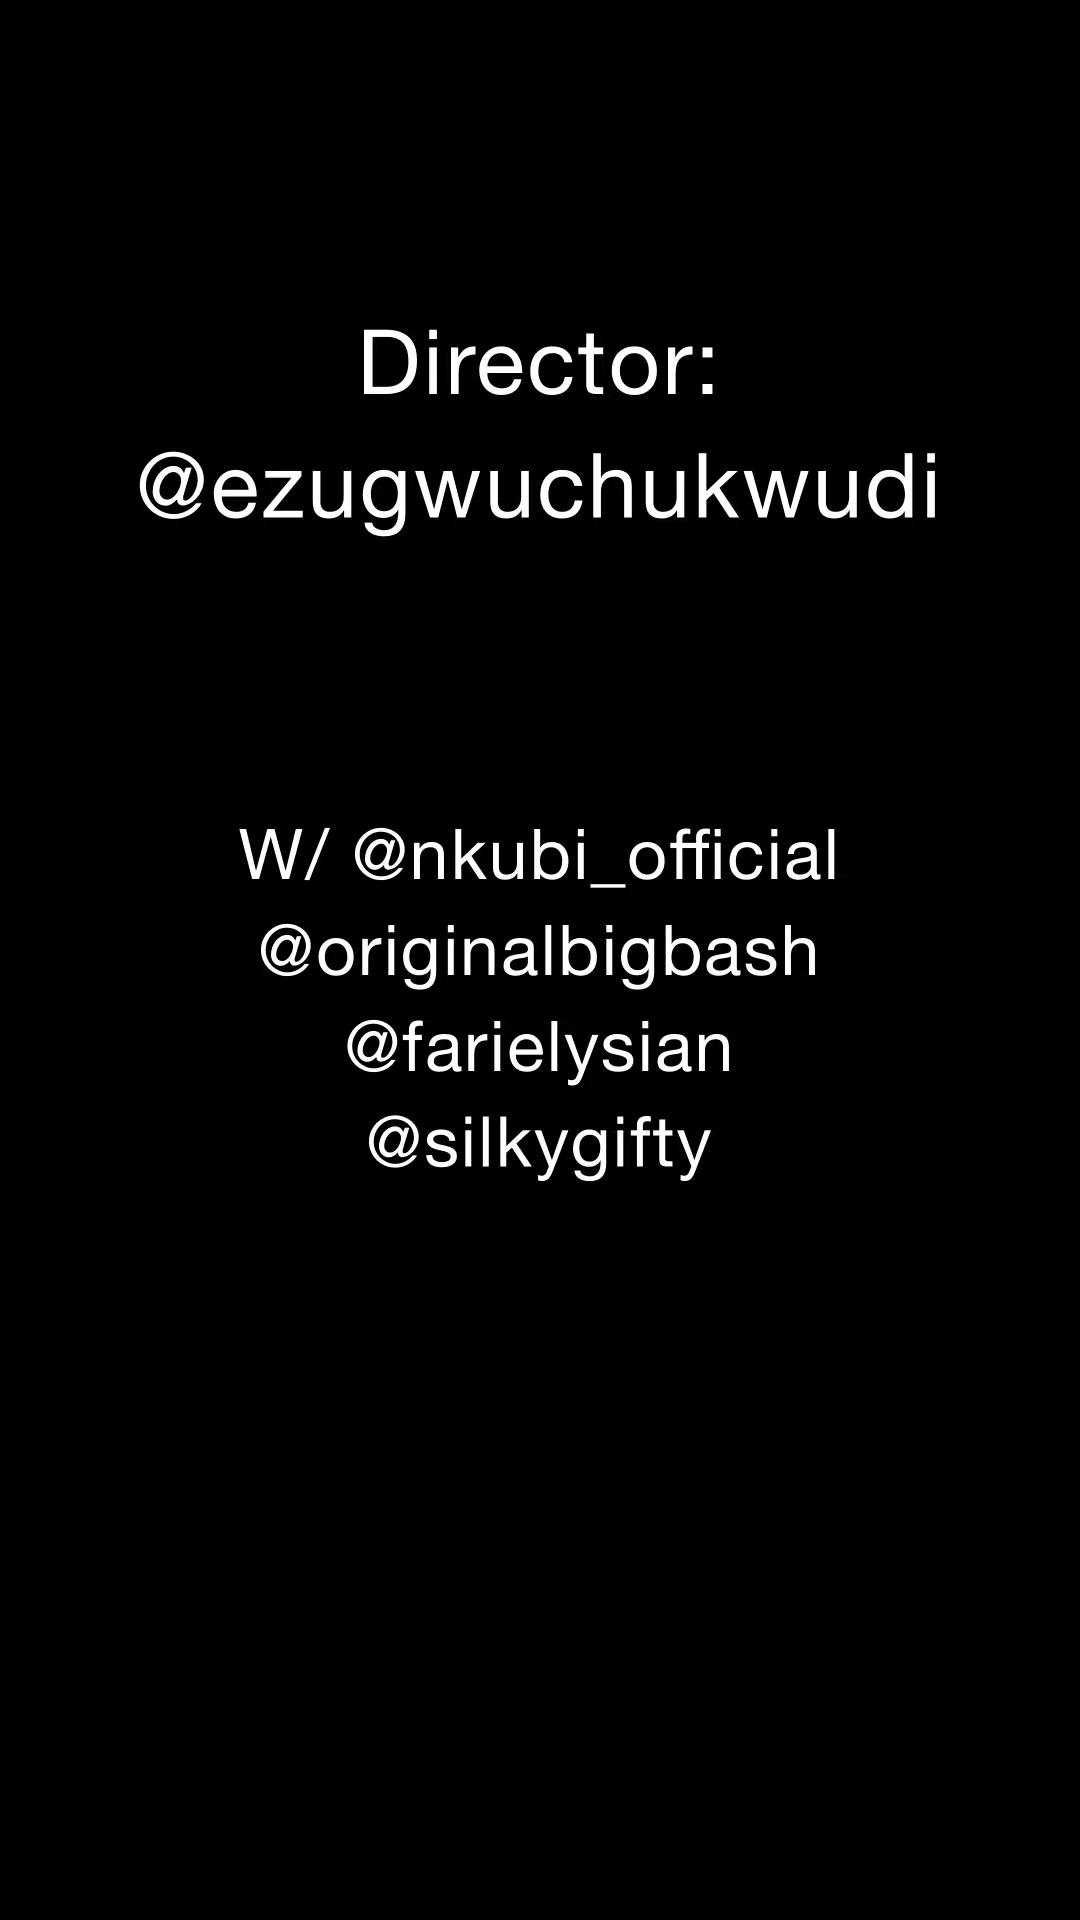 Director:
@ezugwuchukwudi
W/ @nkubi_official
@originalbigbash
@farielysian
@silkygifty